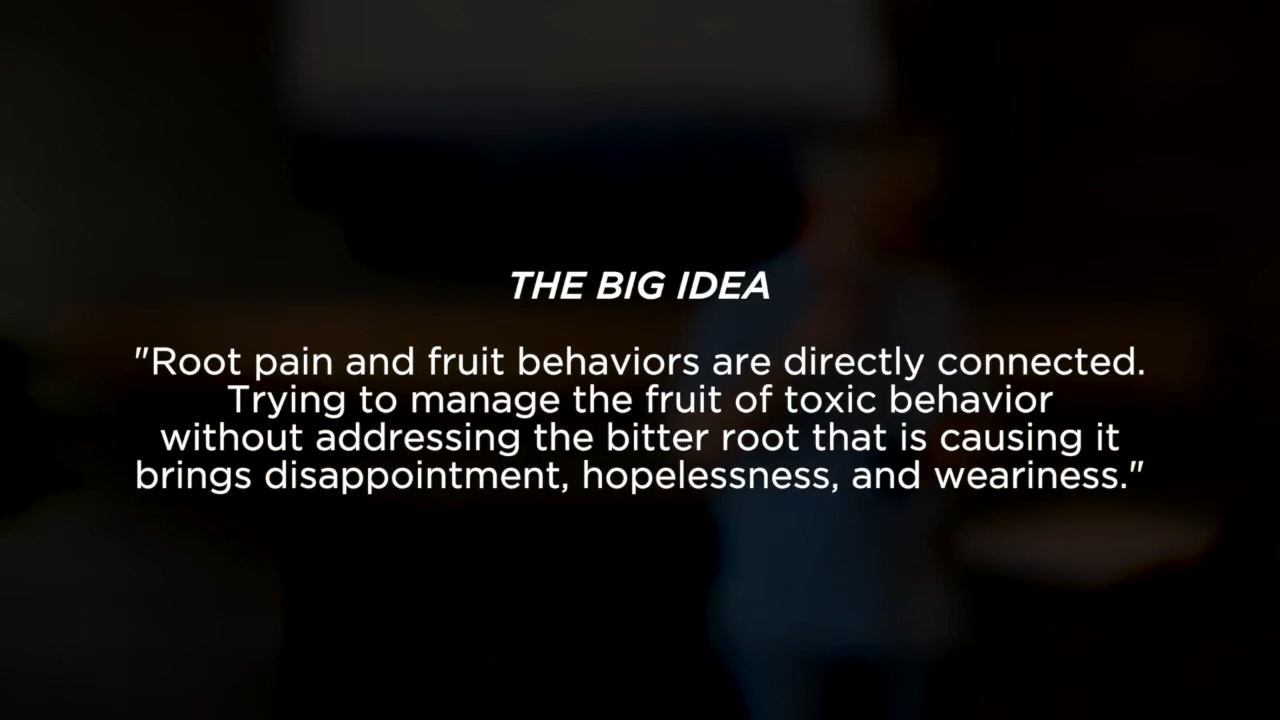 THE BIG IDEA
"Root pain and fruit behaviors are directly connected.
Trying to manage the fruit of toxic behavior
without addressing the bitter root that is causing it
brings disappointment, hopelessness, and weariness."